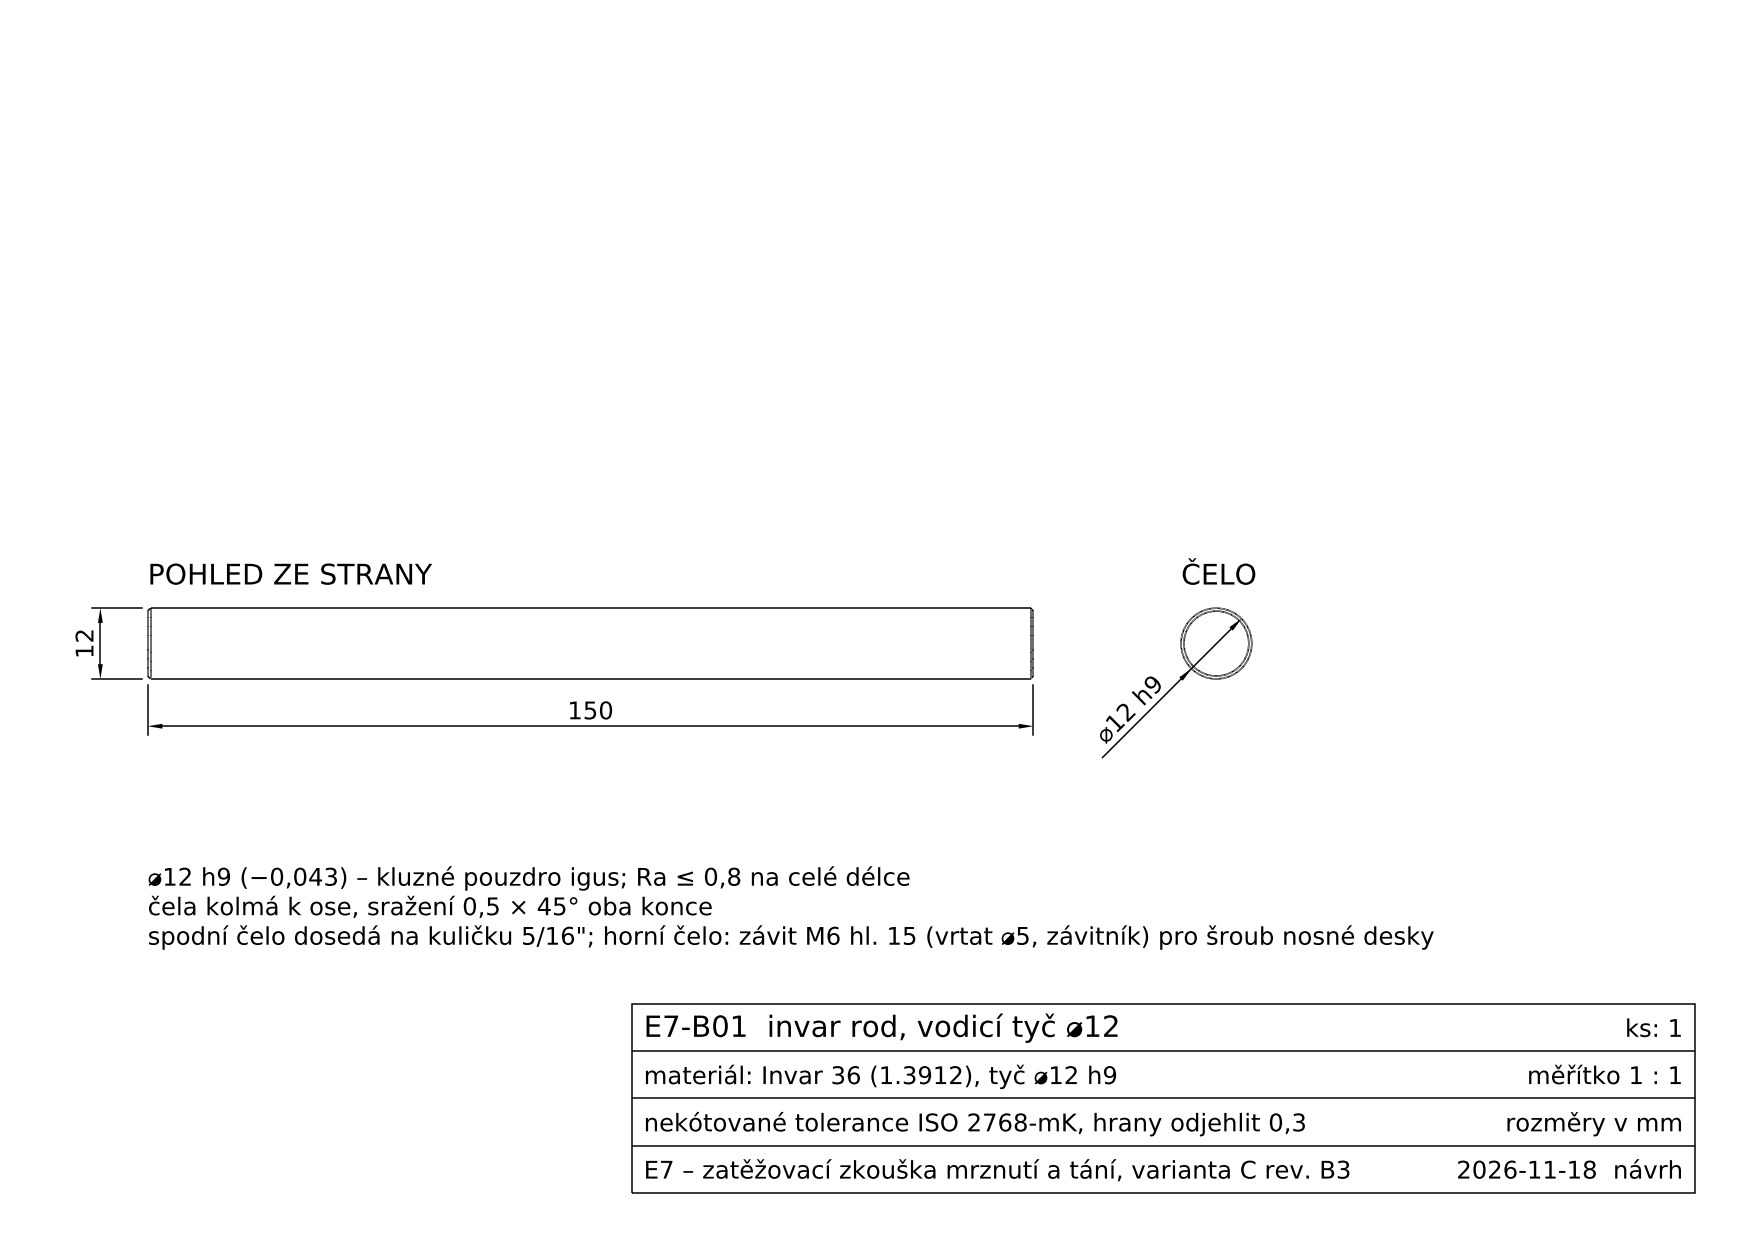 POHLED ZE STRANY
ČELO
12
150
⌀12 h9
⌀12 h9 (−0,043) – kluzné pouzdro igus; Ra ≤ 0,8 na celé délce
čela kolmá k ose, sražení 0,5 × 45° oba konce
spodní čelo dosedá na kuličku 5/16"; horní čelo: závit M6 hl. 15 (vrtat ⌀5, závitník) pro šroub nosné desky
E7-B01 invar rod, vodicí tyč ⌀12 ks: 1
materiál: Invar 36 (1.3912), tyč ⌀12 h9 měřítko 1 : 1
nekótované tolerance ISO 2768-mK, hrany odjehlit 0,3 rozměry v mm
E7 – zatěžovací zkouška mrznutí a tání, varianta C rev. B3 2026-11-18 návrh